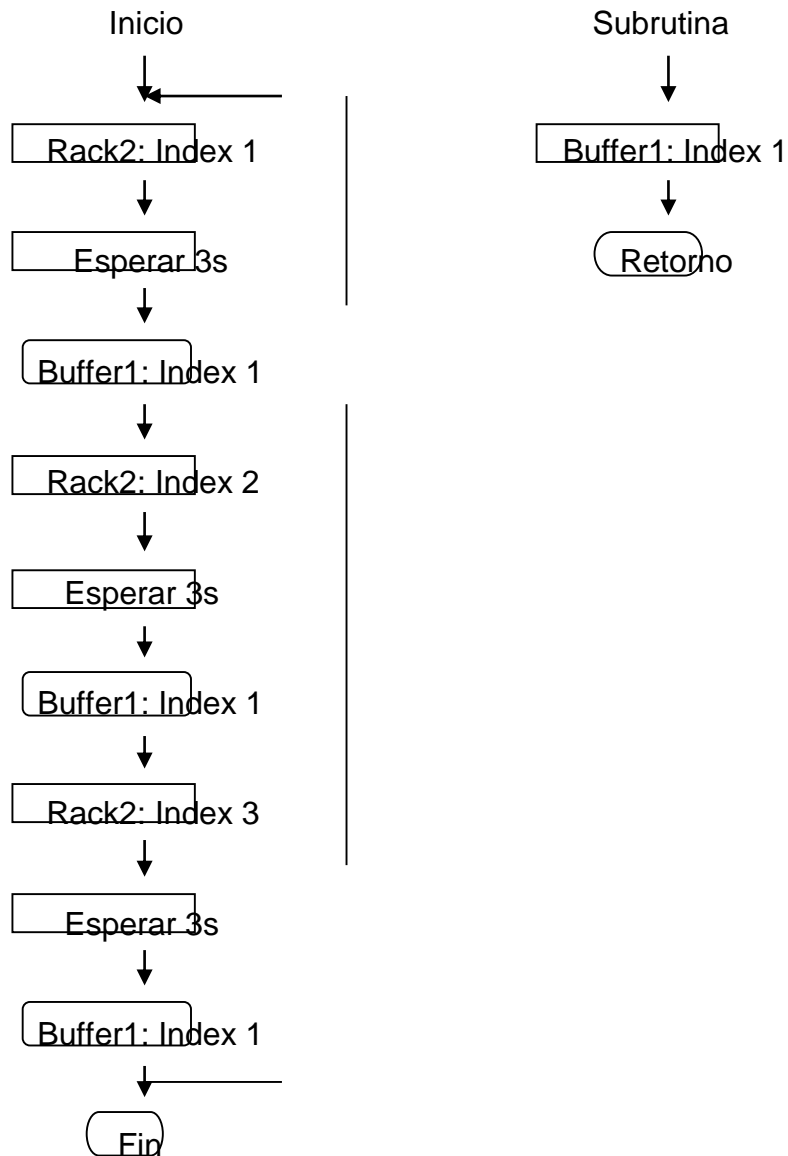 Inicio
Rack2: Index 1
Esperar 3s
Buffer1: Index 1
Rack2: Index 2
Esperar 3s
Buffer1: Index 1
Rack2: Index 3
Esperar 3s
Buffer1: Index 1
Fin
Subrutina
Buffer1: Index 1
Retorno